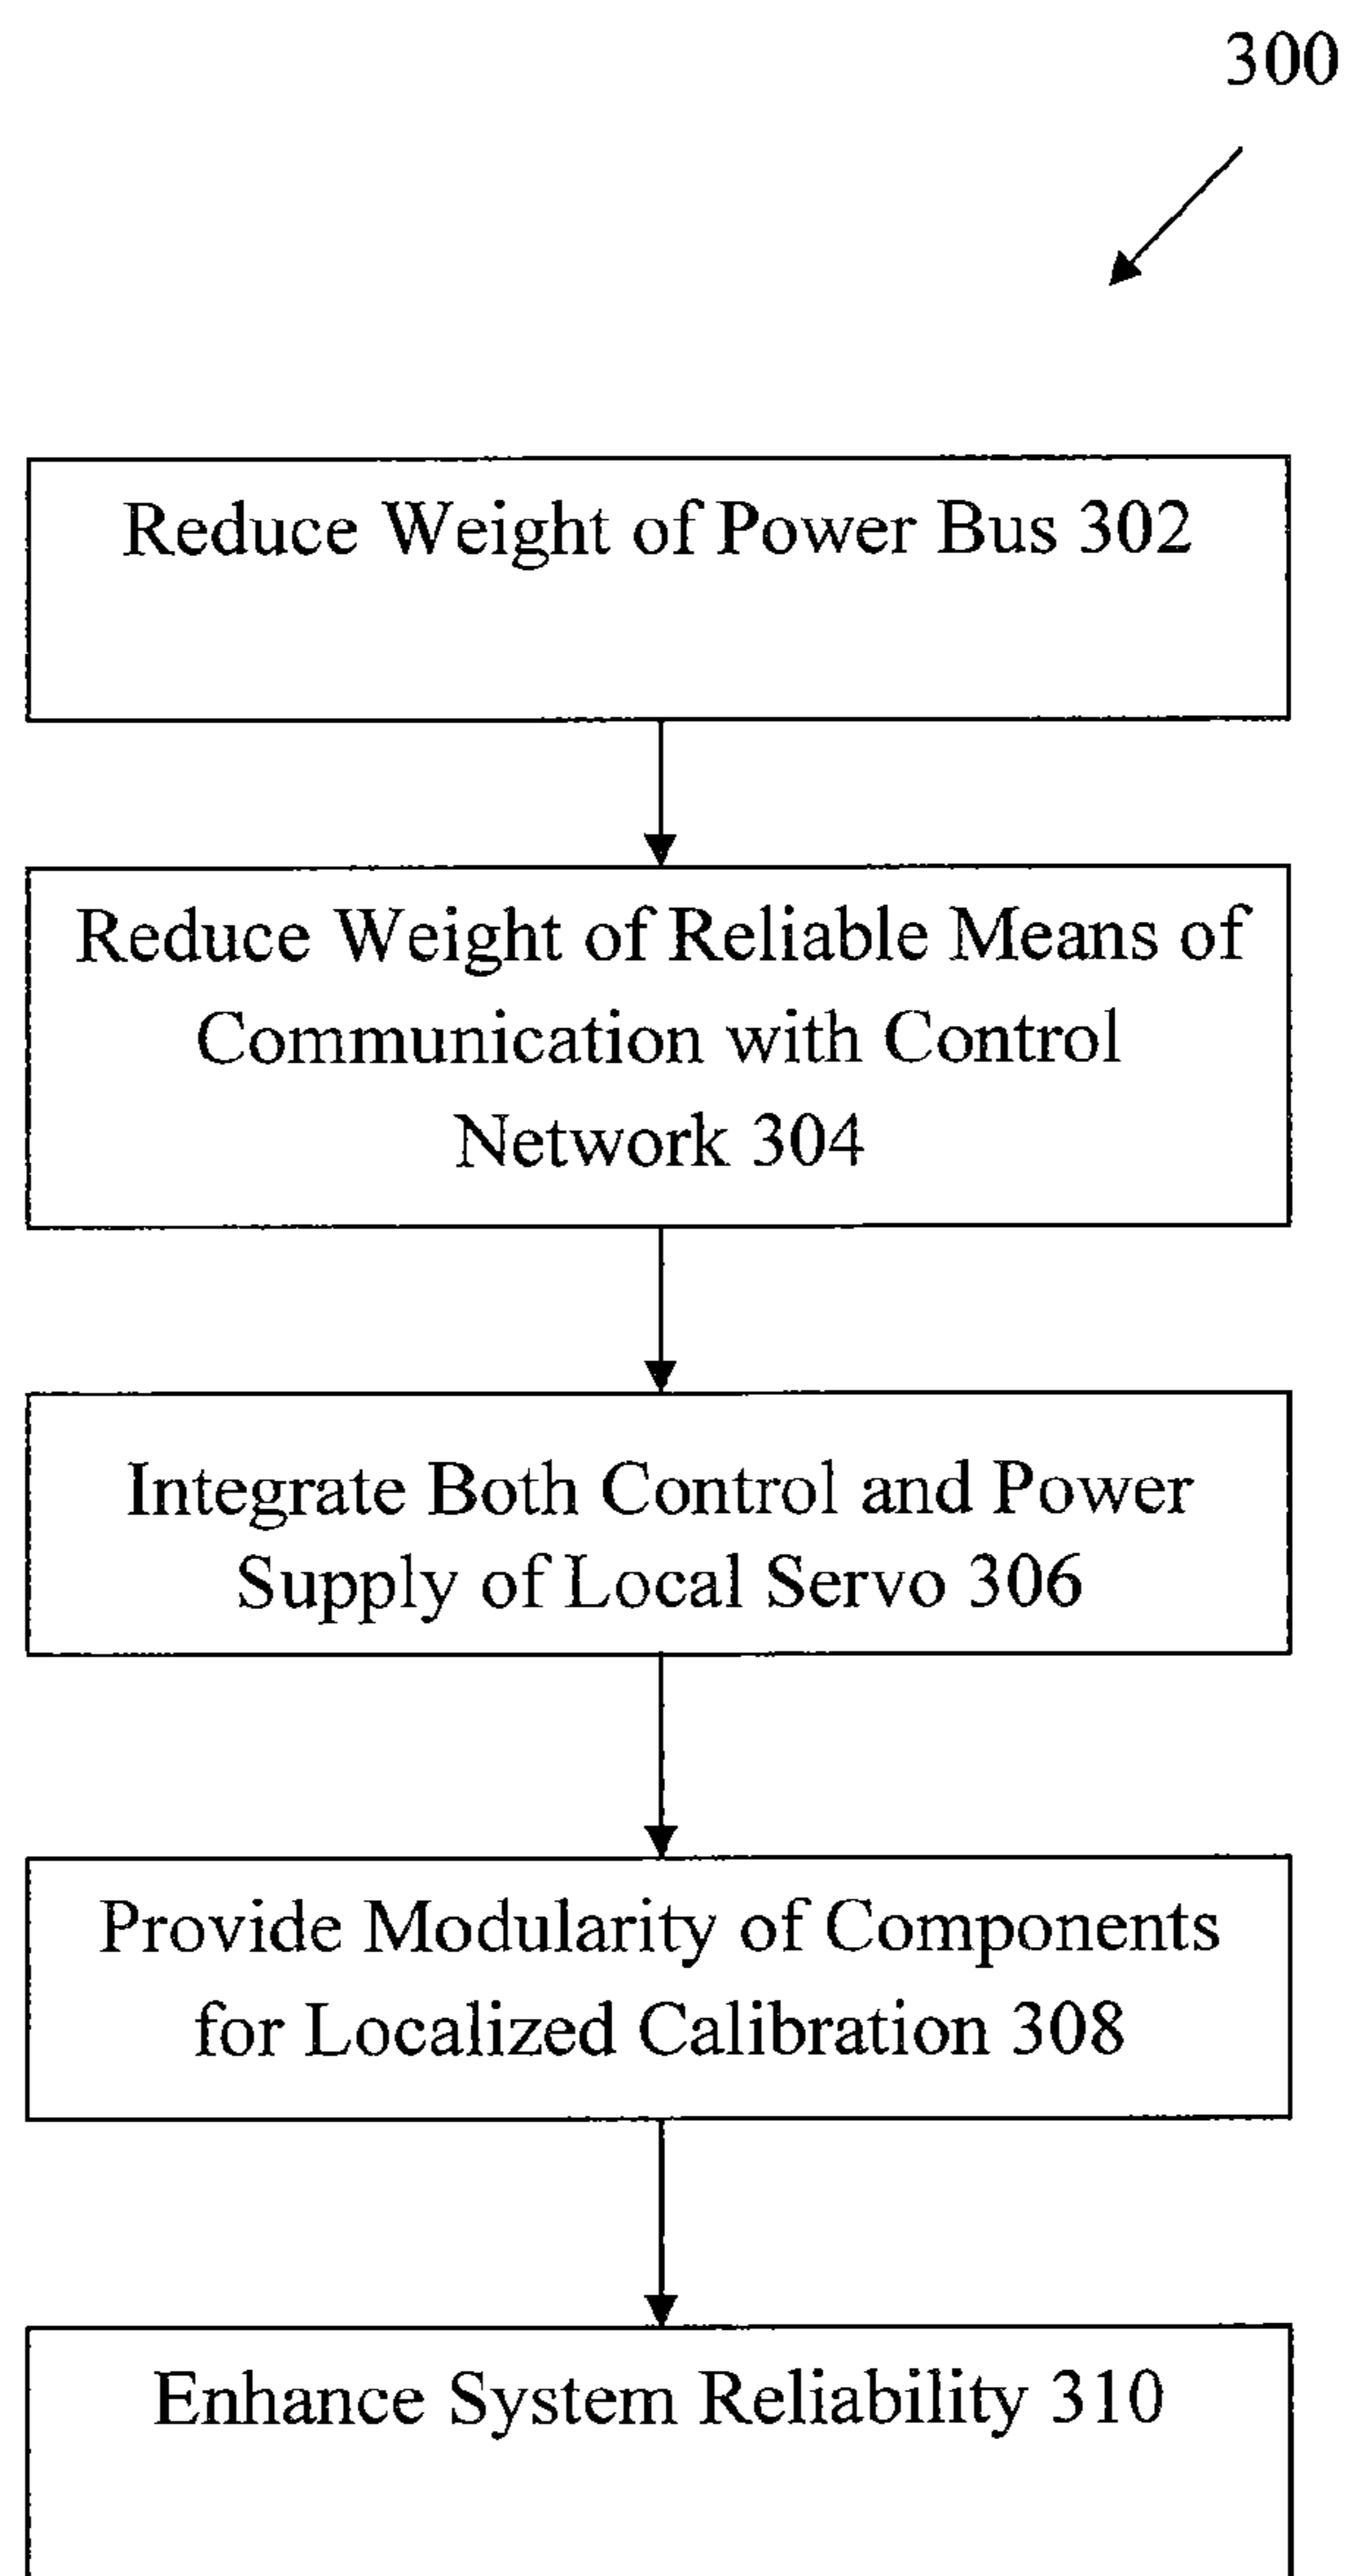 300
Reduce Weight of Power Bus 302
Reduce Weight of Reliable Means of
Communication with Control
Network 304
Integrate Both Control and Power
Supply of Local Servo 306
Provide Modularity of Components
for Localized Calibration 308
Enhance System Reliability 310